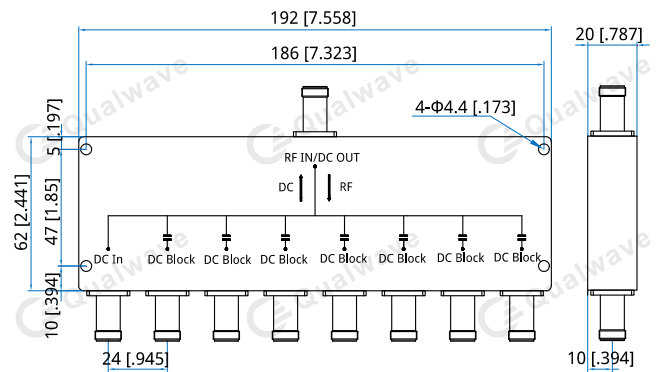 192 [7.558]
20 [.787]
186 [7.323]
4-Φ4.4 [.173]
5 [.197]
RF IN/DC OUT
DC
RF
62 [2.441]
47 [1.85]
DC In
DC Block
DC Block
DC Block
DC Block
DC Block
DC Block
DC Block
10 [.394]
24 [.945]
10 [.394]
Qualwave
Qualwave
Qualwave
Qualwave
Qualwave
Qualwave